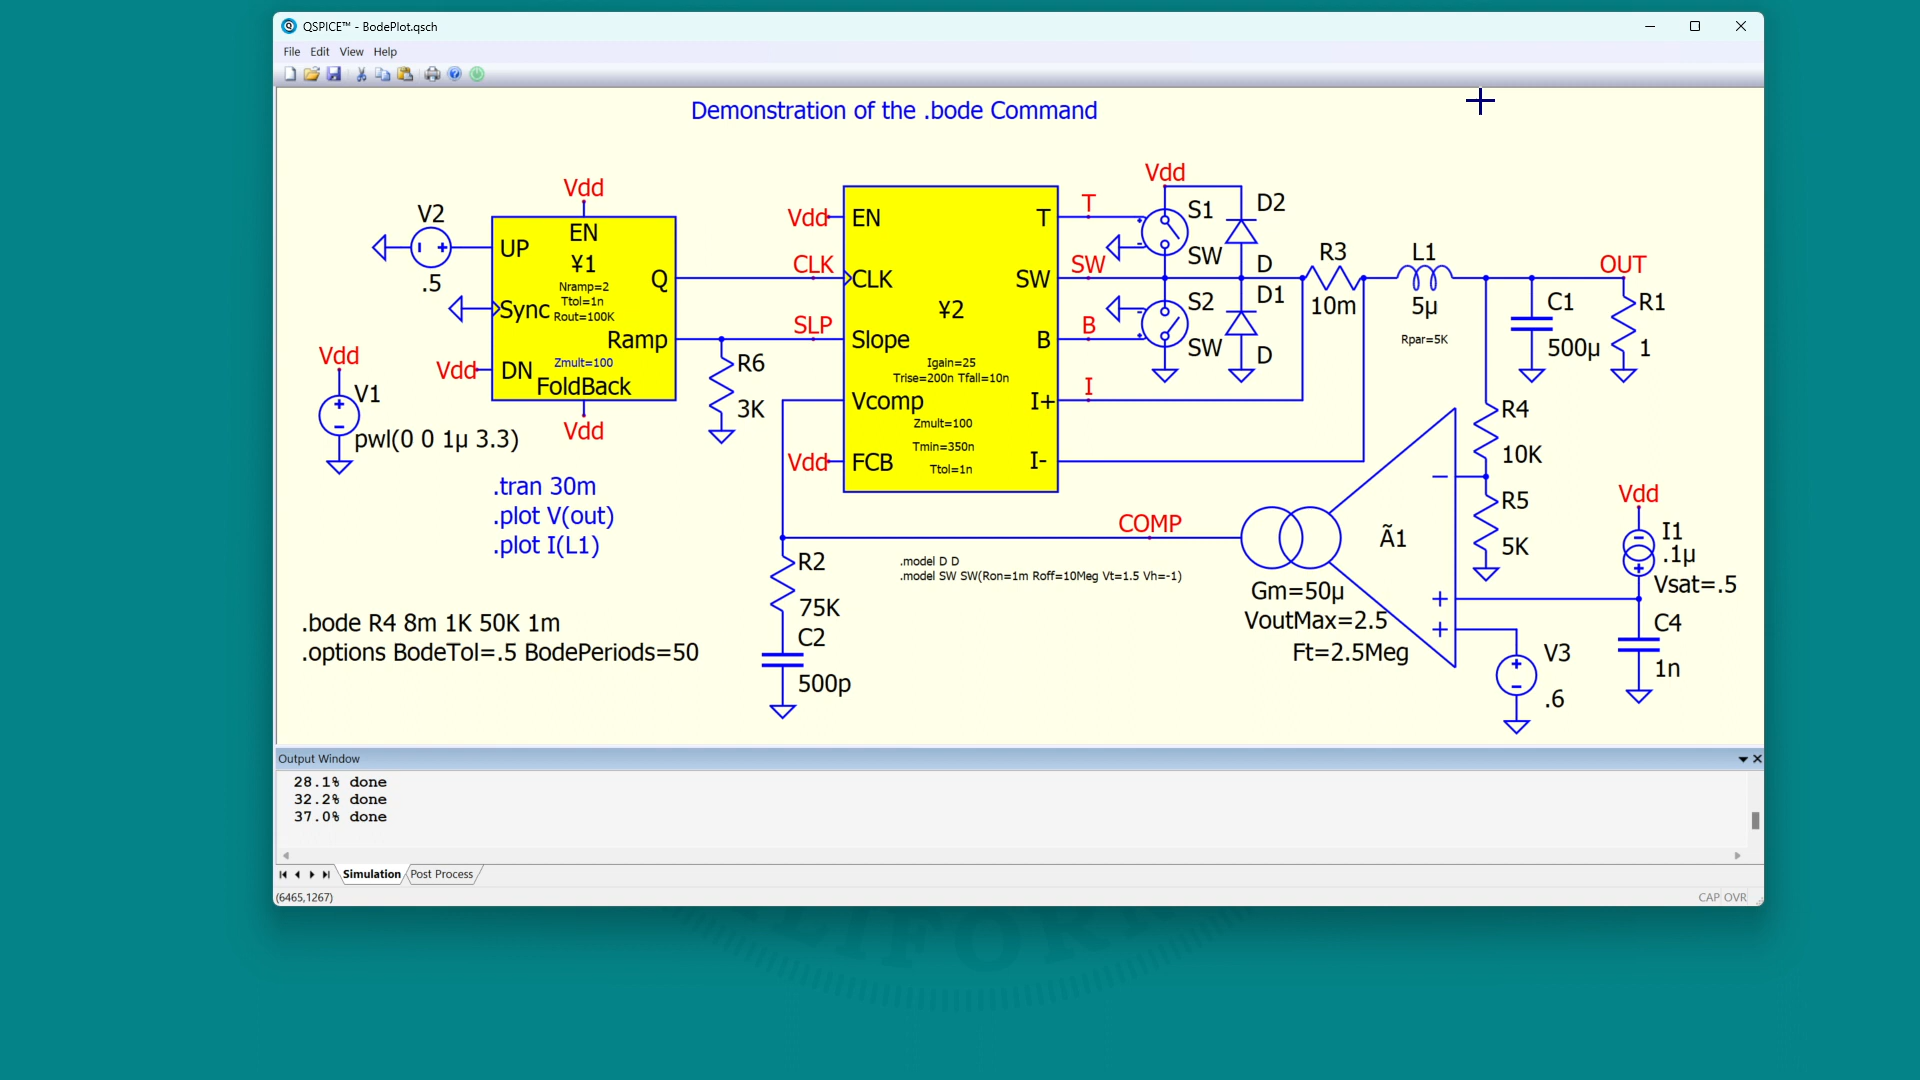 QSPICE™ - BodePlot.qsch
File Edit View Help
Demonstration of the .bode Command
Vdd
V2
.5
UP
EN
¥1
Nramp=2
Ttol=1n
Rout=100K
Sync
Q
Ramp
Vdd
DN
Zmult=100
FoldBack
Vdd
Vdd
V1
pwl(0 0 1µ 3.3)
R6
3K
Vdd
CLK
SLP
EN
CLK
Slope
Vcomp
Vdd
FCB
¥2
Igain=25
Trise=200n Tfall=10n
Zmult=100
Tmin=350n
Ttol=1n
T
SW
B
I+
I-
T
SW
B
I
Vdd
S1
SW
S2
SW
D2
D
D1
D
R3
10m
L1
5µ
Rpar=5K
OUT
C1
500µ
R1
1
.tran 30m
.plot V(out)
.plot I(L1)
R4
10K
R5
5K
COMP
Ã1
Gm=50µ
VoutMax=2.5
Ft=2.5Meg
Vdd
I1
.1µ
Vsat=.5
C4
1n
V3
.6
.model D D
.model SW SW(Ron=1m Roff=10Meg Vt=1.5 Vh=-1)
R2
75K
C2
500p
.bode R4 8m 1K 50K 1m
.options BodeTol=.5 BodePeriods=50
Output Window
28.1% done
32.2% done
37.0% done
Simulation Post Process
(6465,1267)
CAP OVR